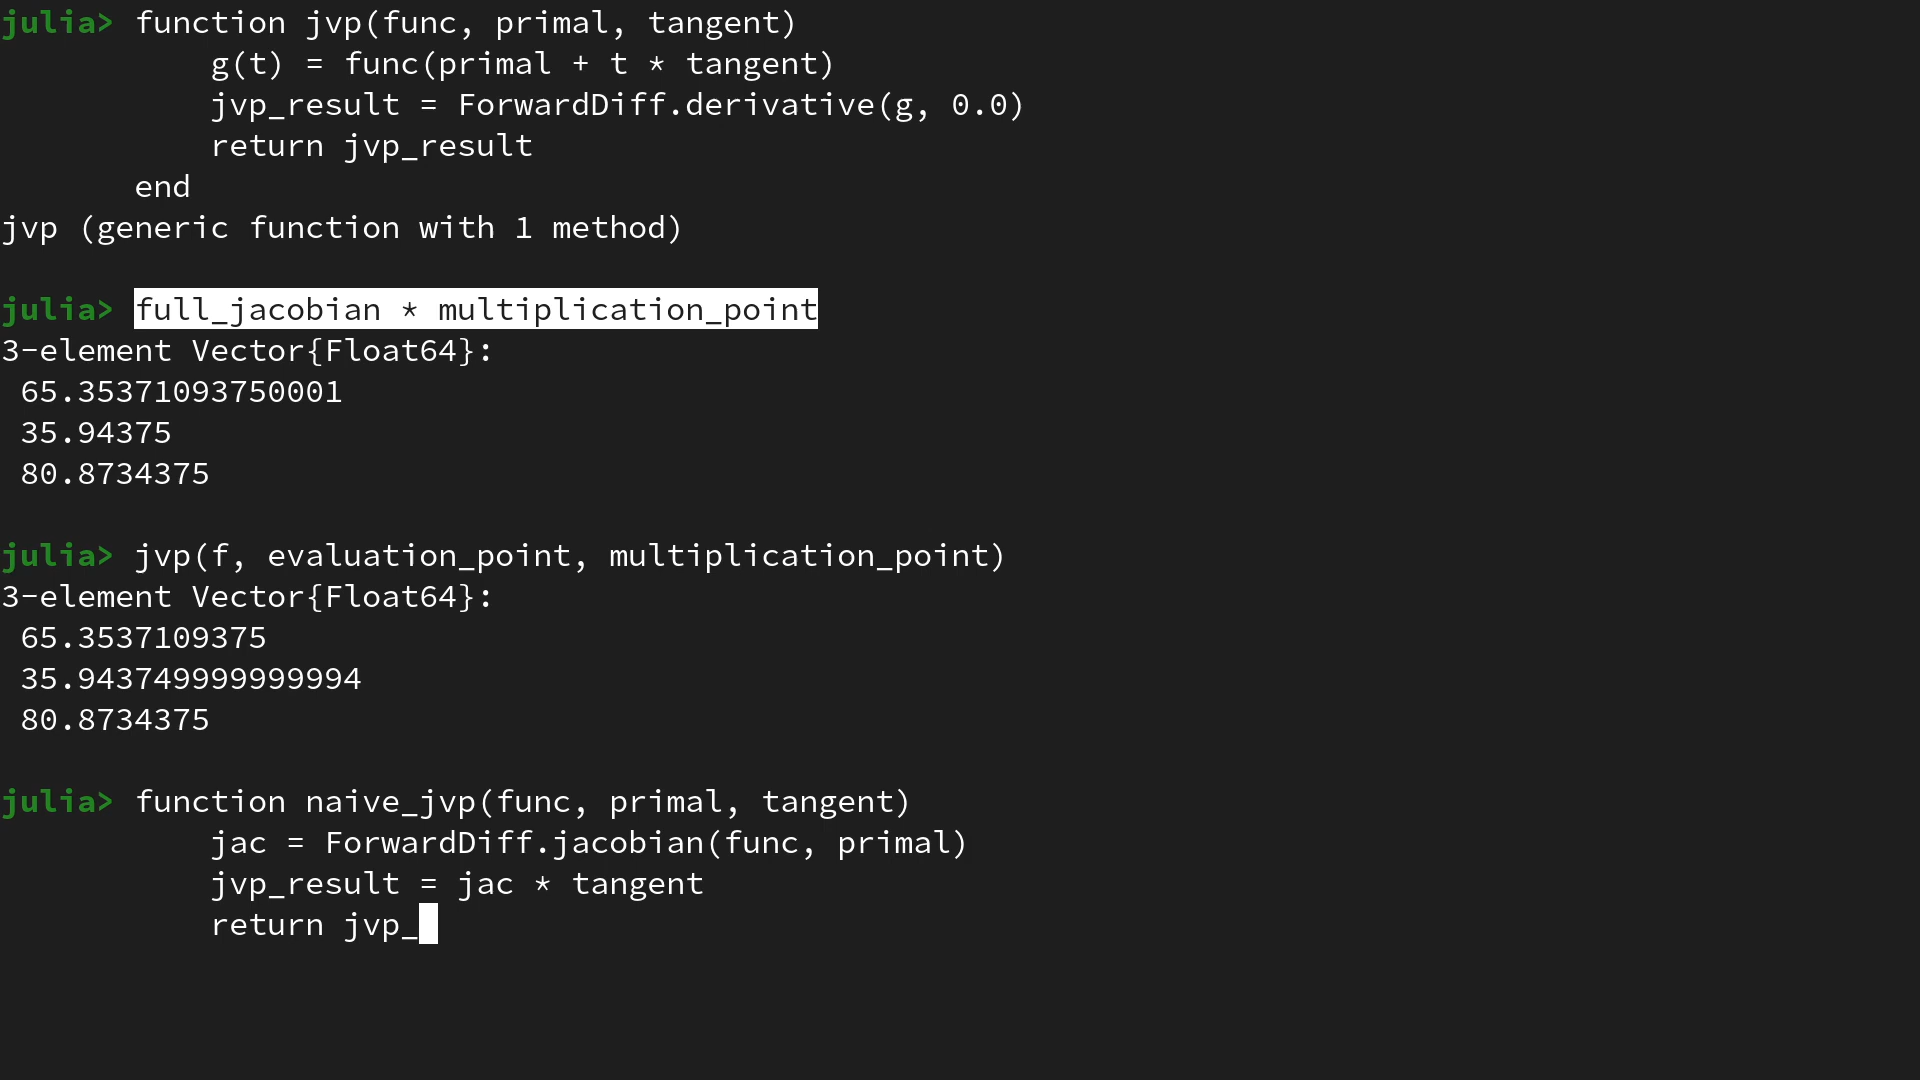 julia> function jvp(func, primal, tangent)
           g(t) = func(primal + t * tangent)
           jvp_result = ForwardDiff.derivative(g, 0.0)
           return jvp_result
       end
jvp (generic function with 1 method)
julia> full_jacobian * multiplication_point
3-element Vector{Float64}:
 65.35371093750001
 35.94375
 80.8734375
julia> jvp(f, evaluation_point, multiplication_point)
3-element Vector{Float64}:
 65.3537109375
 35.943749999999994
 80.8734375
julia> function naive_jvp(func, primal, tangent)
           jac = ForwardDiff.jacobian(func, primal)
           jvp_result = jac * tangent
           return jvp_